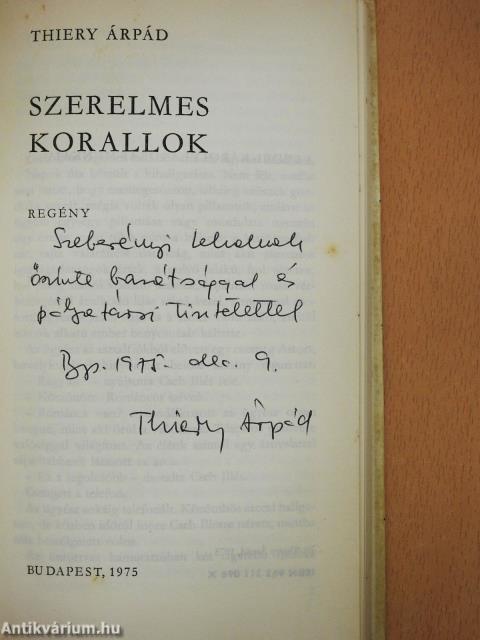 THIERY ÁRPÁD
SZERELMES
KORALLOK
REGÉNY
Szeberényi Lehelnek
őszinte barátsággal és
pályatársi tisztelettel
Bp. 1975. dec. 9.
Thiery Árpád
BUDAPEST, 1975
Antikvárium.hu